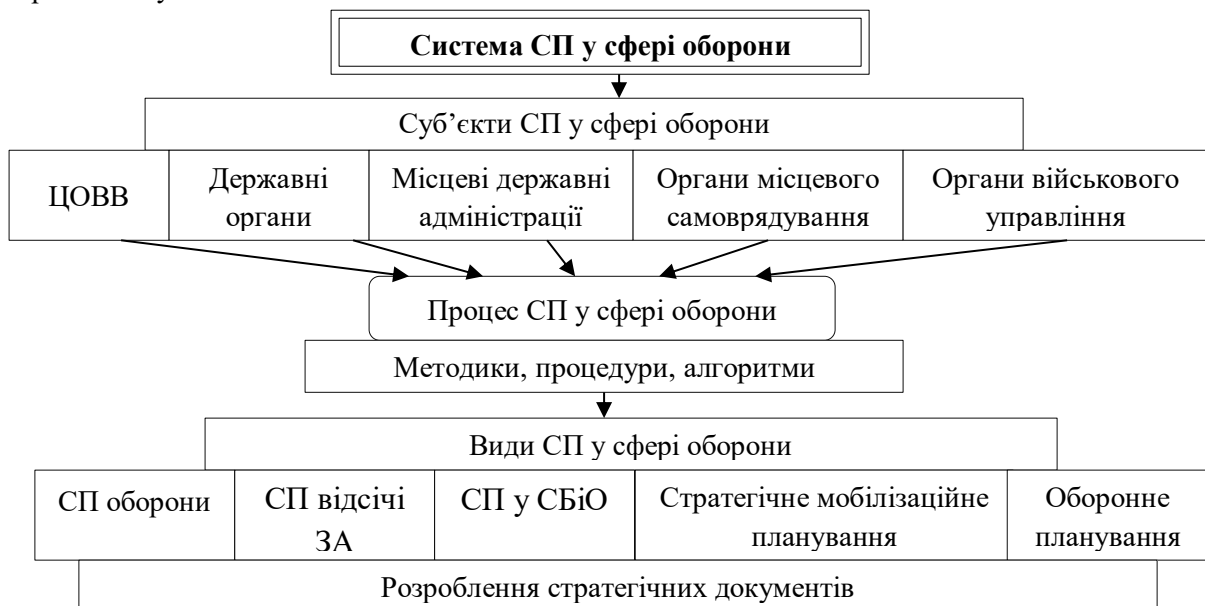 Система СП у сфері оборони
Суб’єкти СП у сфері оборони
ЦОВВ
Державні
органи
Місцеві державні
адміністрації
Органи місцевого
самоврядування
Органи військового
управління
Процес СП у сфері оборони
Методики, процедури, алгоритми
Види СП у сфері оборони
СП оборони
СП відсічі
ЗА
СП у СБіО
Стратегічне мобілізаційне
планування
Оборонне
планування
Розроблення стратегічних документів